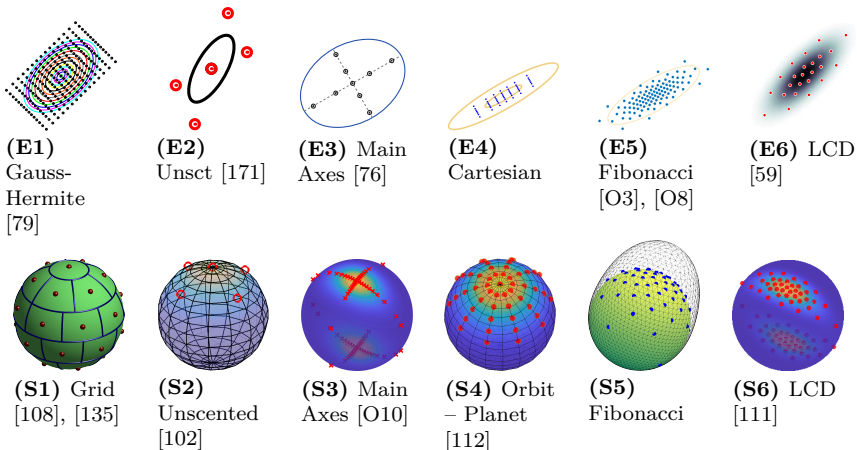 (E1)
Gauss-
Hermite
[79]
(E2)
Unsct [171]
(E3) Main
Axes [76]
(E4)
Cartesian
(E5)
Fibonacci
[O3], [O8]
(E6) LCD
[59]
(S1) Grid
[108], [135]
(S2)
Unscented
[102]
(S3) Main
Axes [O10]
(S4) Orbit
– Planet
[112]
(S5)
Fibonacci
(S6) LCD
[111]